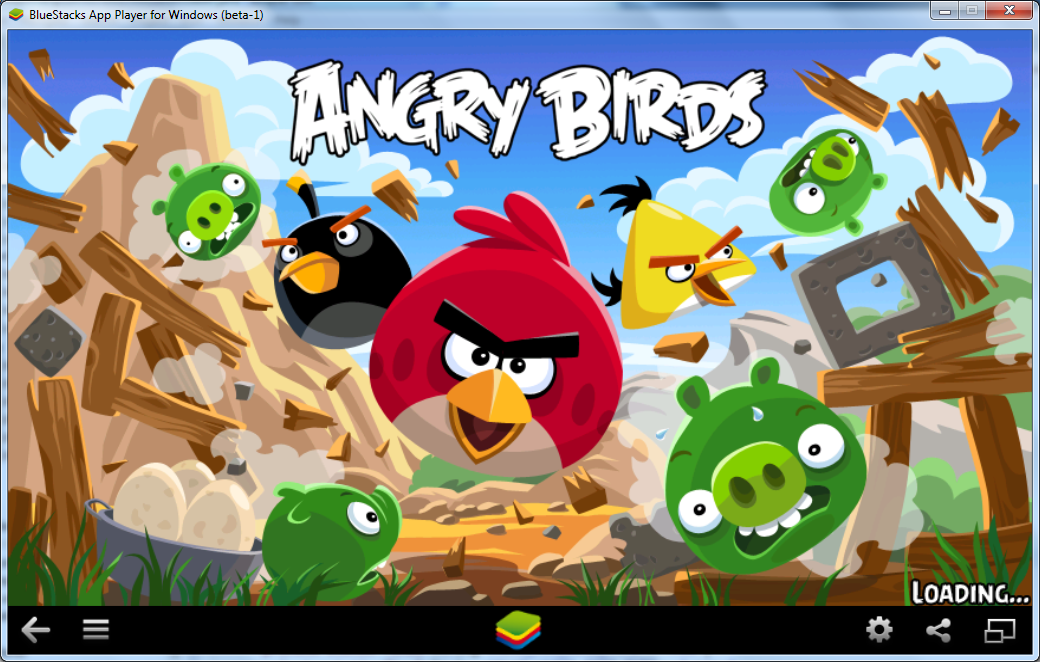 BlueStacks App Player for Windows (beta-1)
ANGRY BIRDS
LOADING...